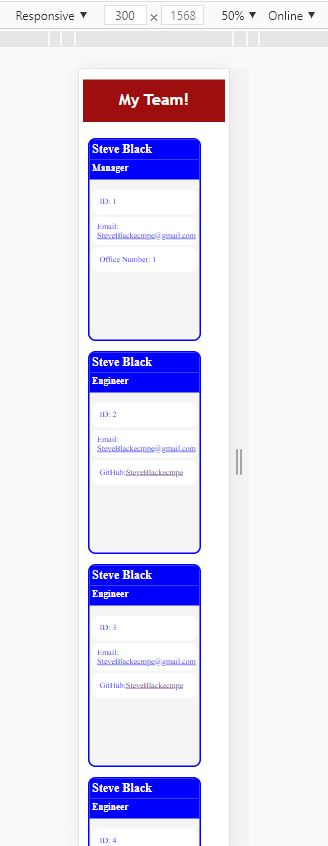 Responsive ▼ 300 × 1568 50% ▼ Online ▼
My Team!
Steve Black
Manager
ID: 1
Email:
SteveBlackecmpe@gmail.com
Office Number: 1
Steve Black
Engineer
ID: 2
Email:
SteveBlackecmpe@gmail.com
GitHub:SteveBlackecmpe
Steve Black
Engineer
ID: 3
Email:
SteveBlackecmpe@gmail.com
GitHub:SteveBlackecmpe
Steve Black
Engineer
ID: 4